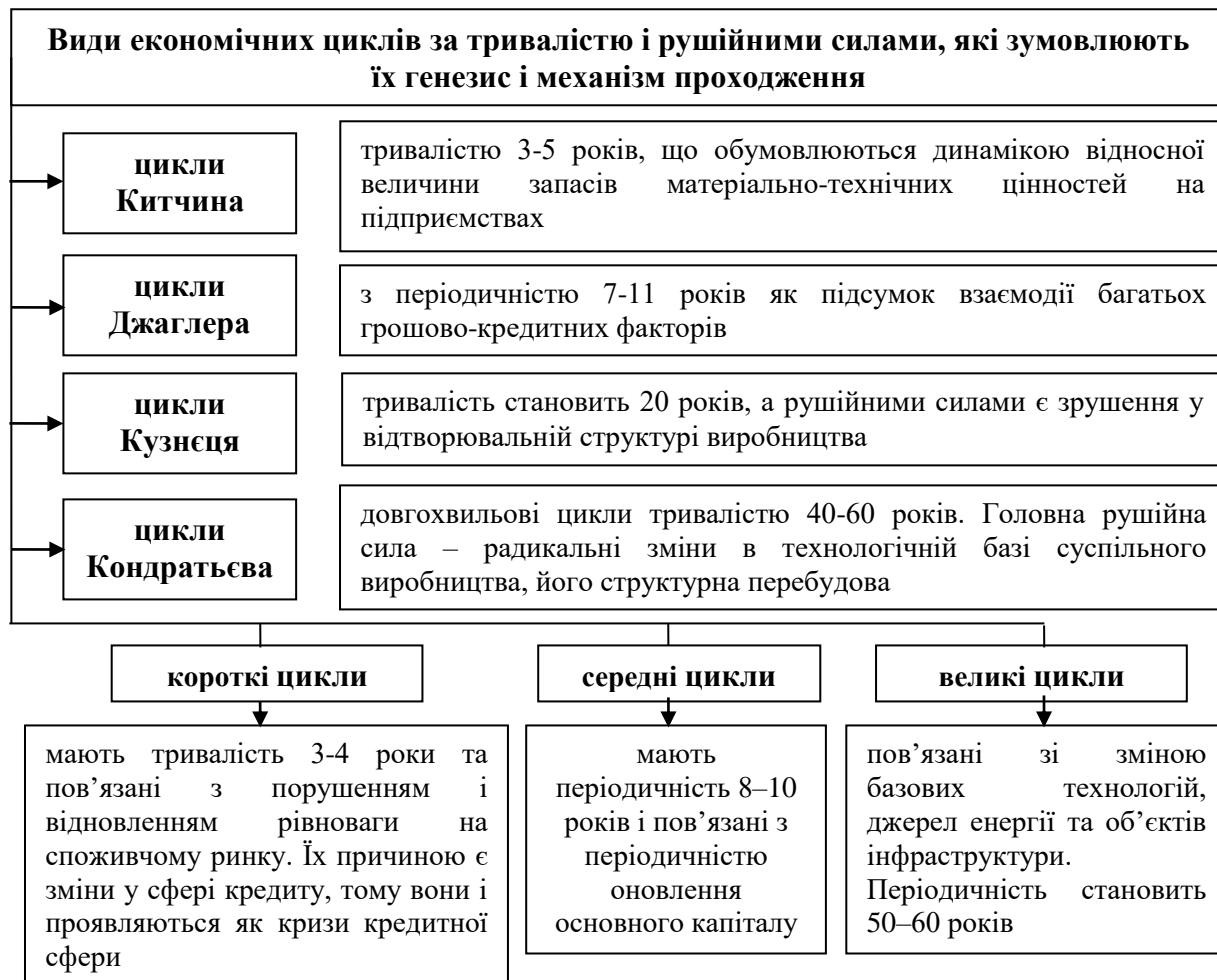 Види економічних циклів за тривалістю і рушійними силами, які зумовлюють
їх генезис і механізм проходження
цикли
Китчина
тривалістю 3-5 років, що обумовлюються динамікою відносної
величини запасів матеріально-технічних цінностей на
підприємствах
цикли
Джаглера
з періодичністю 7-11 років як підсумок взаємодії багатьох
грошово-кредитних факторів
цикли
Кузнєця
тривалість становить 20 років, а рушійними силами є зрушення у
відтворювальній структурі виробництва
цикли
Кондратьєва
довгохвильові цикли тривалістю 40-60 років. Головна рушійна
сила – радикальні зміни в технологічній базі суспільного
виробництва, його структурна перебудова
короткі цикли
мають тривалість 3-4 роки та
пов’язані з порушенням і
відновленням рівноваги на
споживчому ринку. Їх причиною є
зміни у сфері кредиту, тому вони і
проявляються як кризи кредитної
сфери
середні цикли
мають
періодичність 8–10
років і пов’язані з
періодичністю
оновлення
основного капіталу
великі цикли
пов’язані зі зміною
базових технологій,
джерел енергії та об’єктів
інфраструктури.
Періодичність становить
50–60 років